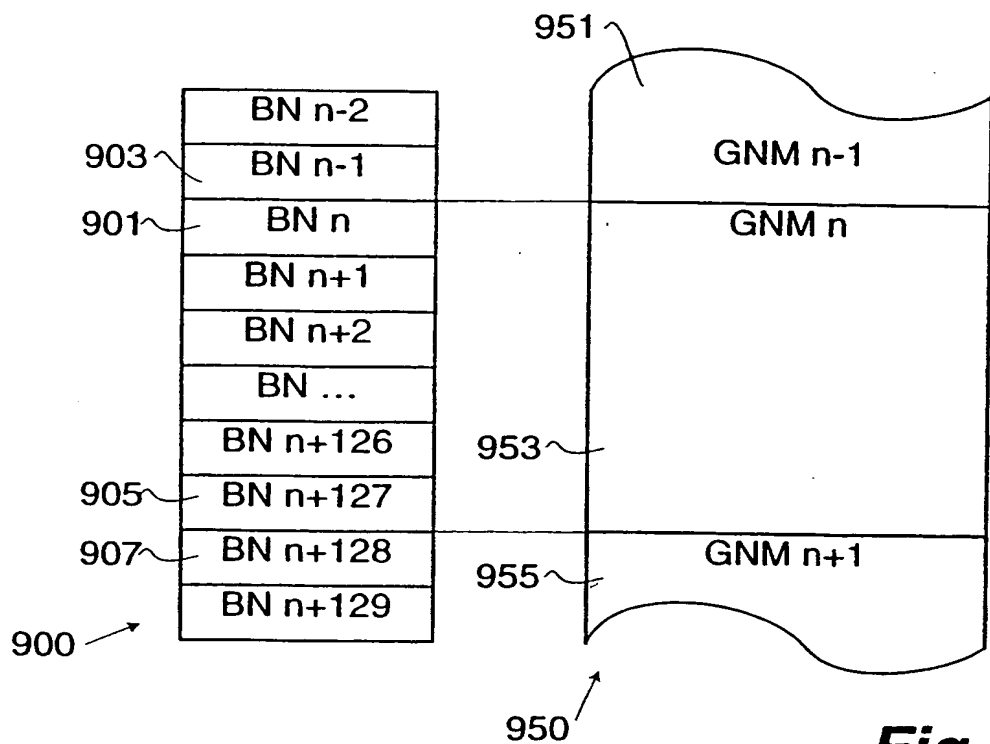 951
BN n-2
903
BN n-1
GNM n-1
901
BN n
GNM n
BN n+1
BN n+2
BN ...
BN n+126
953
905
BN n+127
907
BN n+128
GNM n+1
955
BN n+129
900
950
Fig